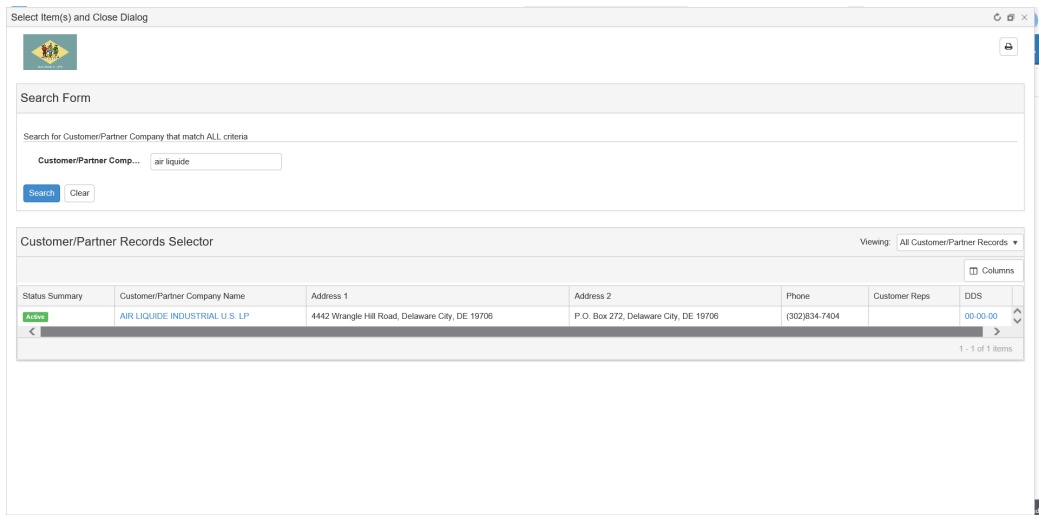 Select Item(s) and Close Dialog
Search Form
Search for Customer/Partner Company that match ALL criteria
Customer/Partner Comp... air liquide
Search Clear
Customer/Partner Records Selector Viewing: All Customer/Partner Records
Columns
Status Summary Customer/Partner Company Name Address 1 Address 2 Phone Customer Reps DDS
Active AIR LIQUIDE INDUSTRIAL U.S. LP 4442 Wrangle Hill Road, Delaware City, DE 19706 P.O. Box 272, Delaware City, DE 19706 (302)834-7404 00-00-00
1 - 1 of 1 items